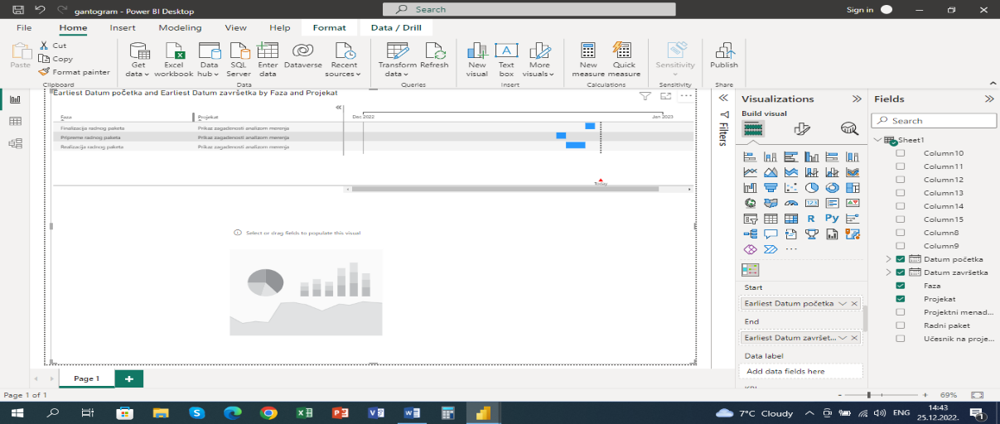 gantogram - Power BI Desktop
Search
Sign in
File Home Insert Modeling View Help Format Data / Drill
Paste
Cut
Copy
Format painter
Get data
Excel workbook
Data hub
SQL Server
Enter data
Dataverse
Recent sources
Transform data
Refresh
New visual
Text box
More visuals
New measure
Quick measure
Sensitivity
Publish
Clipboard Data Queries Insert Calculations Sensitivity Share
Earliest Datum početka and Earliest Datum završetka by Faza and Projekat
Faza Projekat Dec 2022 Jan 2023
Finalizacija radnog paketa Prikaz zagađenosti analizom merenja
Pripreme radnog paketa Prikaz zagađenosti analizom merenja
Realizacija radnog paketa Prikaz zagađenosti analizom merenja
Today
Select or drag fields to populate this visual
Filters
Visualizations
Build visual
123
R Py
Start
Earliest Datum početka
End
Earliest Datum završet...
Data label
Add data fields here
Fields
Search
Sheet1
Column10
Column11
Column12
Column13
Column14
Column15
Column8
Column9
Datum početka
Datum završetka
Faza
Projekat
Projektni menad...
Radni paket
Učesnik na proje...
Page 1
Page 1 of 1
69%
7°C Cloudy
ENG
14:43
25.12.2022.
1